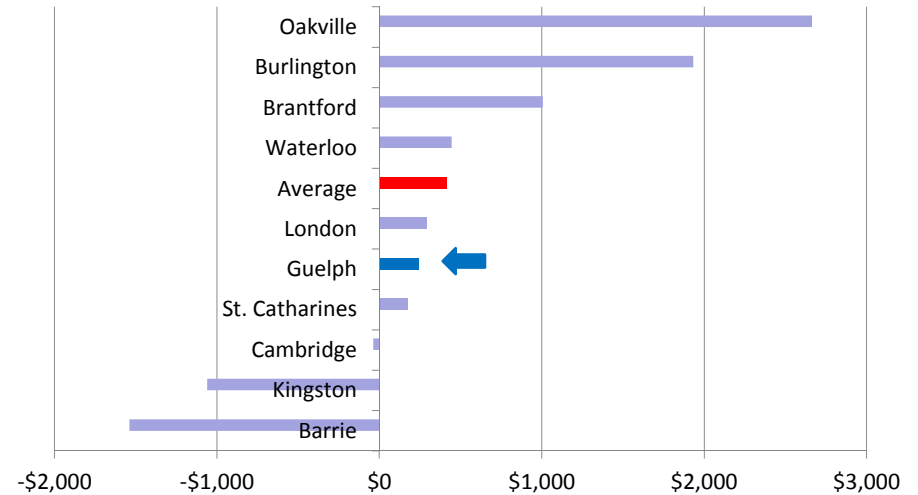 Oakville
Burlington
Brantford
Waterloo
Average
London
Guelph
St. Catharines
Cambridge
Kingston
Barrie
-$2,000 -$1,000 $0 $1,000 $2,000 $3,000